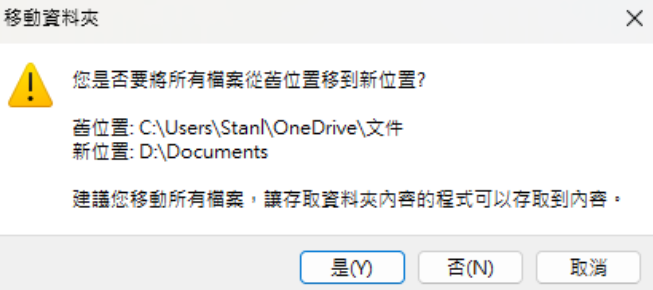 移動資料夾
您是否要將所有檔案從舊位置移到新位置?
舊位置: C:\Users\Stanl\OneDrive\文件
新位置: D:\Documents
建議您移動所有檔案，讓存取資料夾內容的程式可以存取到內容。
是(Y)
否(N)
取消